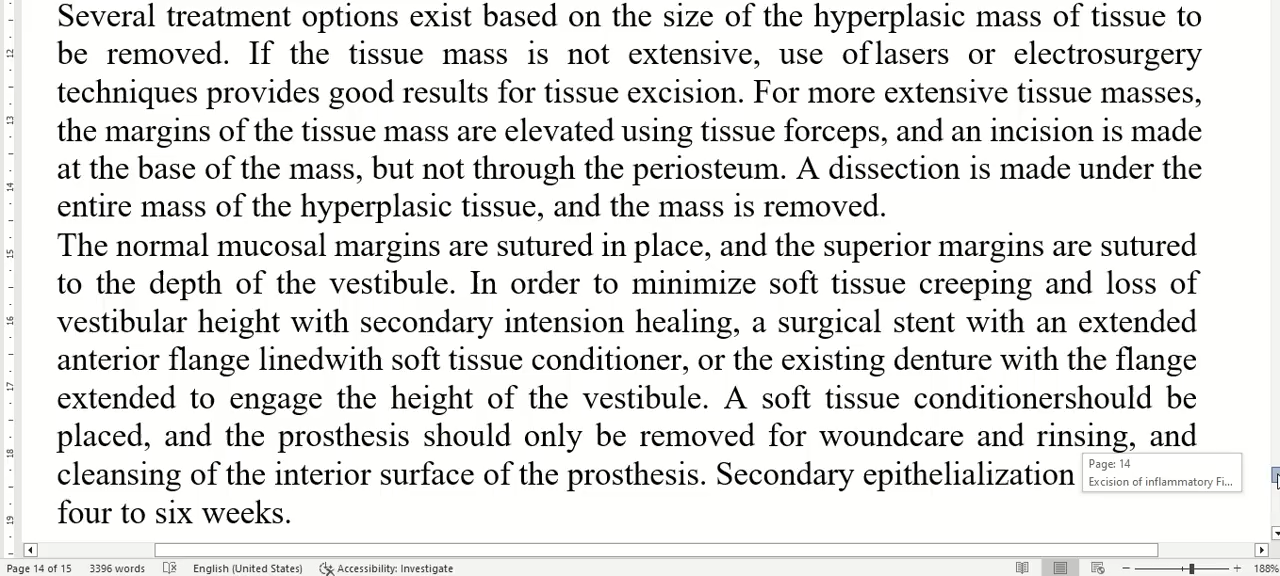 Several treatment options exist based on the size of the hyperplasic mass of tissue to
be removed. If the tissue mass is not extensive, use oflasers or electrosurgery
techniques provides good results for tissue excision. For more extensive tissue masses,
the margins of the tissue mass are elevated using tissue forceps, and an incision is made
at the base of the mass, but not through the periosteum. A dissection is made under the
entire mass of the hyperplasic tissue, and the mass is removed.
The normal mucosal margins are sutured in place, and the superior margins are sutured
to the depth of the vestibule. In order to minimize soft tissue creeping and loss of
vestibular height with secondary intension healing, a surgical stent with an extended
anterior flange linedwith soft tissue conditioner, or the existing denture with the flange
extended to engage the height of the vestibule. A soft tissue conditionershould be
placed, and the prosthesis should only be removed for woundcare and rinsing, and
cleansing of the interior surface of the prosthesis. Secondary epithelialization
four to six weeks.
Page: 14
Excision of inflammatory Fi...
12
13
14
15
16
17
18
19
Page 14 of 15 3396 words English (United States) Accessibility: Investigate 188%